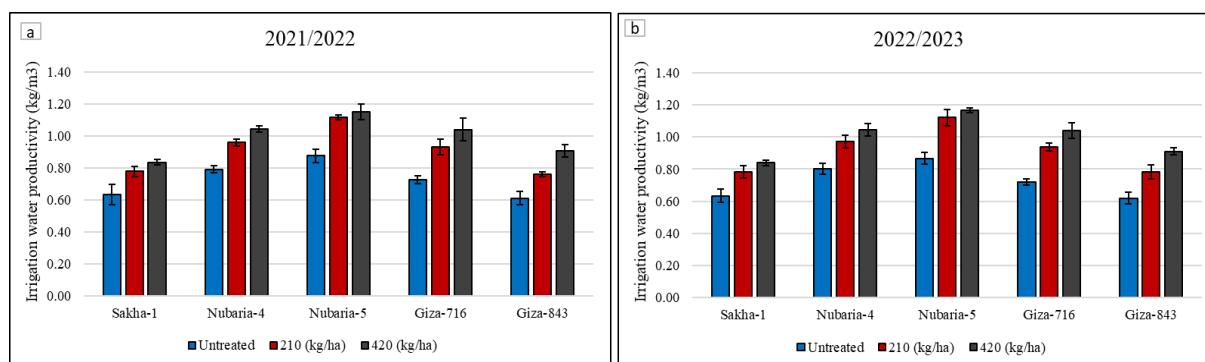 a
2021/2022
Irrigation water productivity (kg/m3)
1.40
1.20
1.00
0.80
0.60
0.40
0.20
0.00
Sakha-1 Nubaria-4 Nubaria-5 Giza-716 Giza-843
Untreated 210 (kg/ha) 420 (kg/ha)
b
2022/2023
Irrigation water productivity (kg/m3)
1.40
1.20
1.00
0.80
0.60
0.40
0.20
0.00
Sakha-1 Nubaria-4 Nubaria-5 Giza-716 Giza-843
Untreated 210 (kg/ha) 420 (kg/ha)